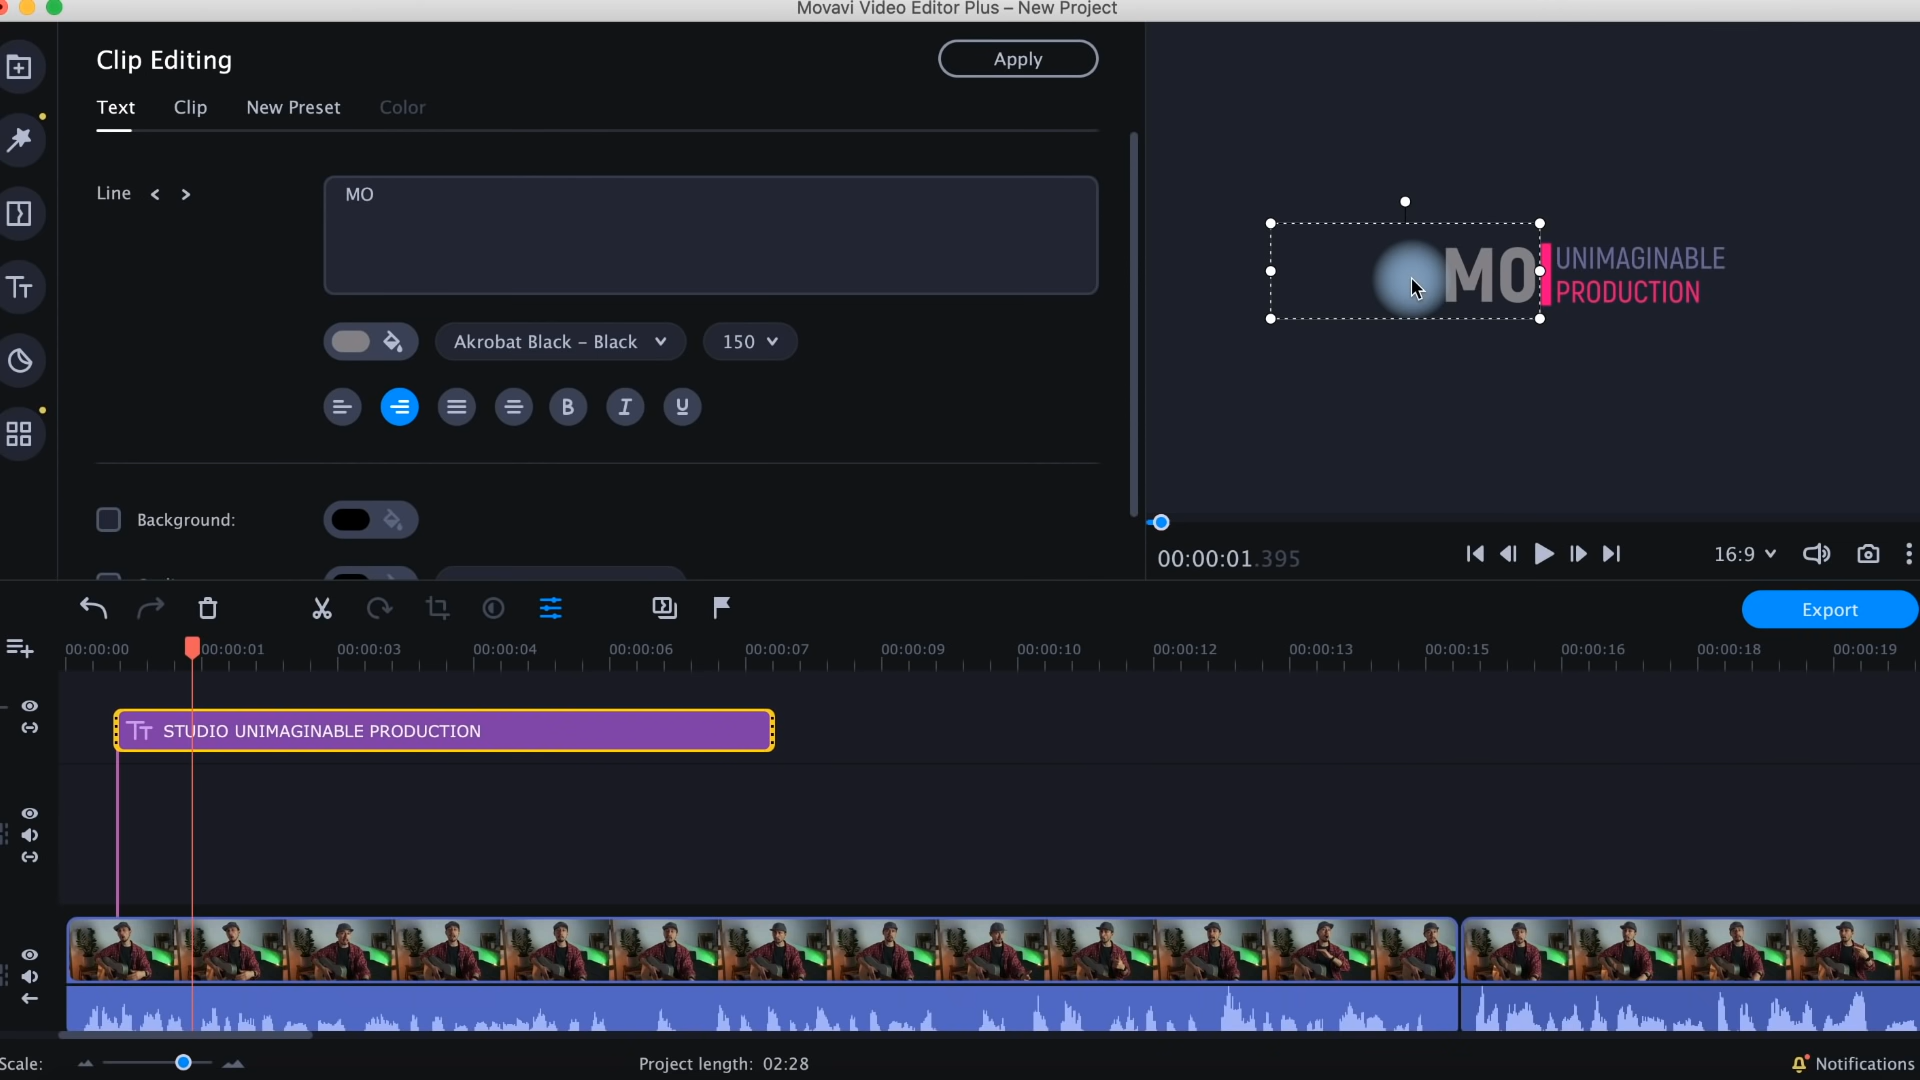 Movavi Video Editor Plus – New Project
Clip Editing
Apply
Text
Clip
New Preset
Color
Line
MO
Akrobat Black – Black
150
B
I
U
Background:
MO
UNIMAGINABLE
PRODUCTION
00:00:01.395
16:9
Export
00:00:00
00:00:01
00:00:03
00:00:04
00:00:06
00:00:07
00:00:09
00:00:10
00:00:12
00:00:13
00:00:15
00:00:16
00:00:18
00:00:19
Tт STUDIO UNIMAGINABLE PRODUCTION
Scale:
Project length: 02:28
Notifications